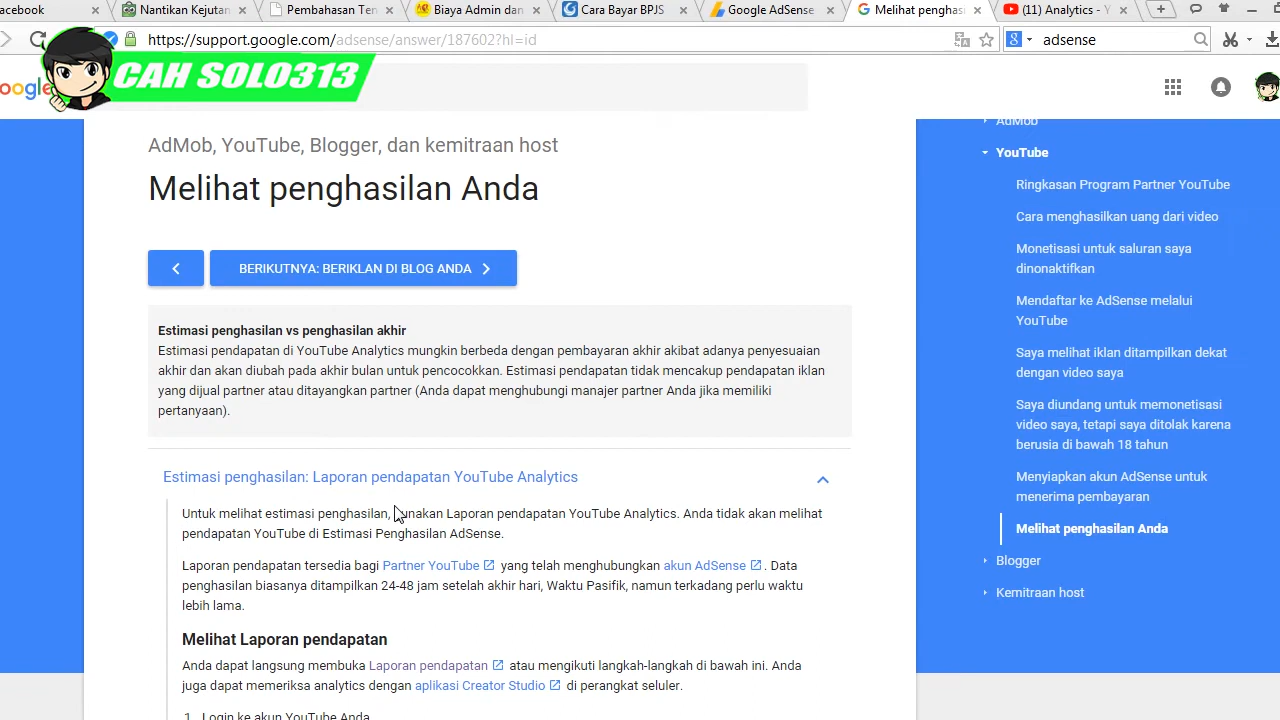 acebook
Nantikan Kejutan
Pembahasan Ten
Biaya Admin dan
Cara Bayar BPJS
Google AdSense
Melihat penghas
(11) Analytics - Y
https://support.google.com/adsense/answer/187602?hl=id
adsense
CAH SOLO313
oogle
AdMob, YouTube, Blogger, dan kemitraan host
Melihat penghasilan Anda
BERIKUTNYA: BERIKLAN DI BLOG ANDA
Estimasi penghasilan vs penghasilan akhir
Estimasi pendapatan di YouTube Analytics mungkin berbeda dengan pembayaran akhir akibat adanya penyesuaian
akhir dan akan diubah pada akhir bulan untuk pencocokkan. Estimasi pendapatan tidak mencakup pendapatan iklan
yang dijual partner atau ditayangkan partner (Anda dapat menghubungi manajer partner Anda jika memiliki
pertanyaan).
Estimasi penghasilan: Laporan pendapatan YouTube Analytics
Untuk melihat estimasi penghasilan, gunakan Laporan pendapatan YouTube Analytics. Anda tidak akan melihat
pendapatan YouTube di Estimasi Penghasilan AdSense.
Laporan pendapatan tersedia bagi Partner YouTube yang telah menghubungkan akun AdSense. Data
penghasilan biasanya ditampilkan 24-48 jam setelah akhir hari, Waktu Pasifik, namun terkadang perlu waktu
lebih lama.
Melihat Laporan pendapatan
Anda dapat langsung membuka Laporan pendapatan atau mengikuti langkah-langkah di bawah ini. Anda
juga dapat memeriksa analytics dengan aplikasi Creator Studio di perangkat seluler.
1. Login ke akun YouTube Anda
AdMob
YouTube
Ringkasan Program Partner YouTube
Cara menghasilkan uang dari video
Monetisasi untuk saluran saya
dinonaktifkan
Mendaftar ke AdSense melalui
YouTube
Saya melihat iklan ditampilkan dekat
dengan video saya
Saya diundang untuk memonetisasi
video saya, tetapi saya ditolak karena
berusia di bawah 18 tahun
Menyiapkan akun AdSense untuk
menerima pembayaran
Melihat penghasilan Anda
Blogger
Kemitraan host